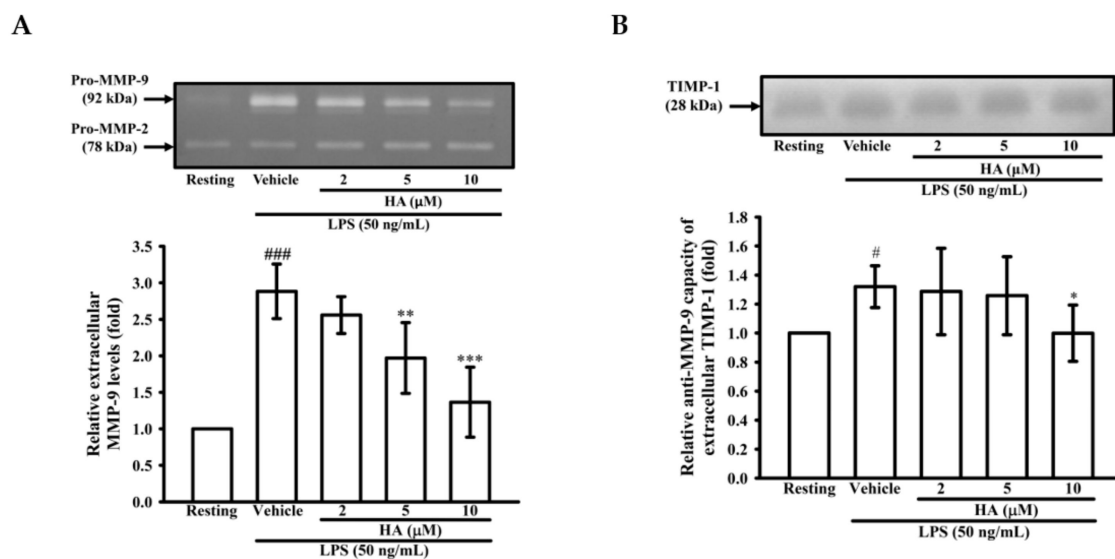 A
Pro-MMP-9
(92 kDa)
Pro-MMP-2
(78 kDa)
Resting Vehicle 2 5 10
HA (μM)
LPS (50 ng/mL)
Relative extracellular
MMP-9 levels (fold)
3.5
3.0
2.5
2.0
1.5
1.0
0.5
0.0
###
**
***
Resting Vehicle 2 5 10
HA (μM)
LPS (50 ng/mL)
B
TIMP-1
(28 kDa)
Resting Vehicle 2 5 10
HA (μM)
LPS (50 ng/mL)
Relative anti-MMP-9 capacity of
extracellular TIMP-1 (fold)
1.8
1.6
1.4
1.2
1.0
0.8
0.6
0.4
0.2
0.0
#
*
Resting Vehicle 2 5 10
HA (μM)
LPS (50 ng/mL)